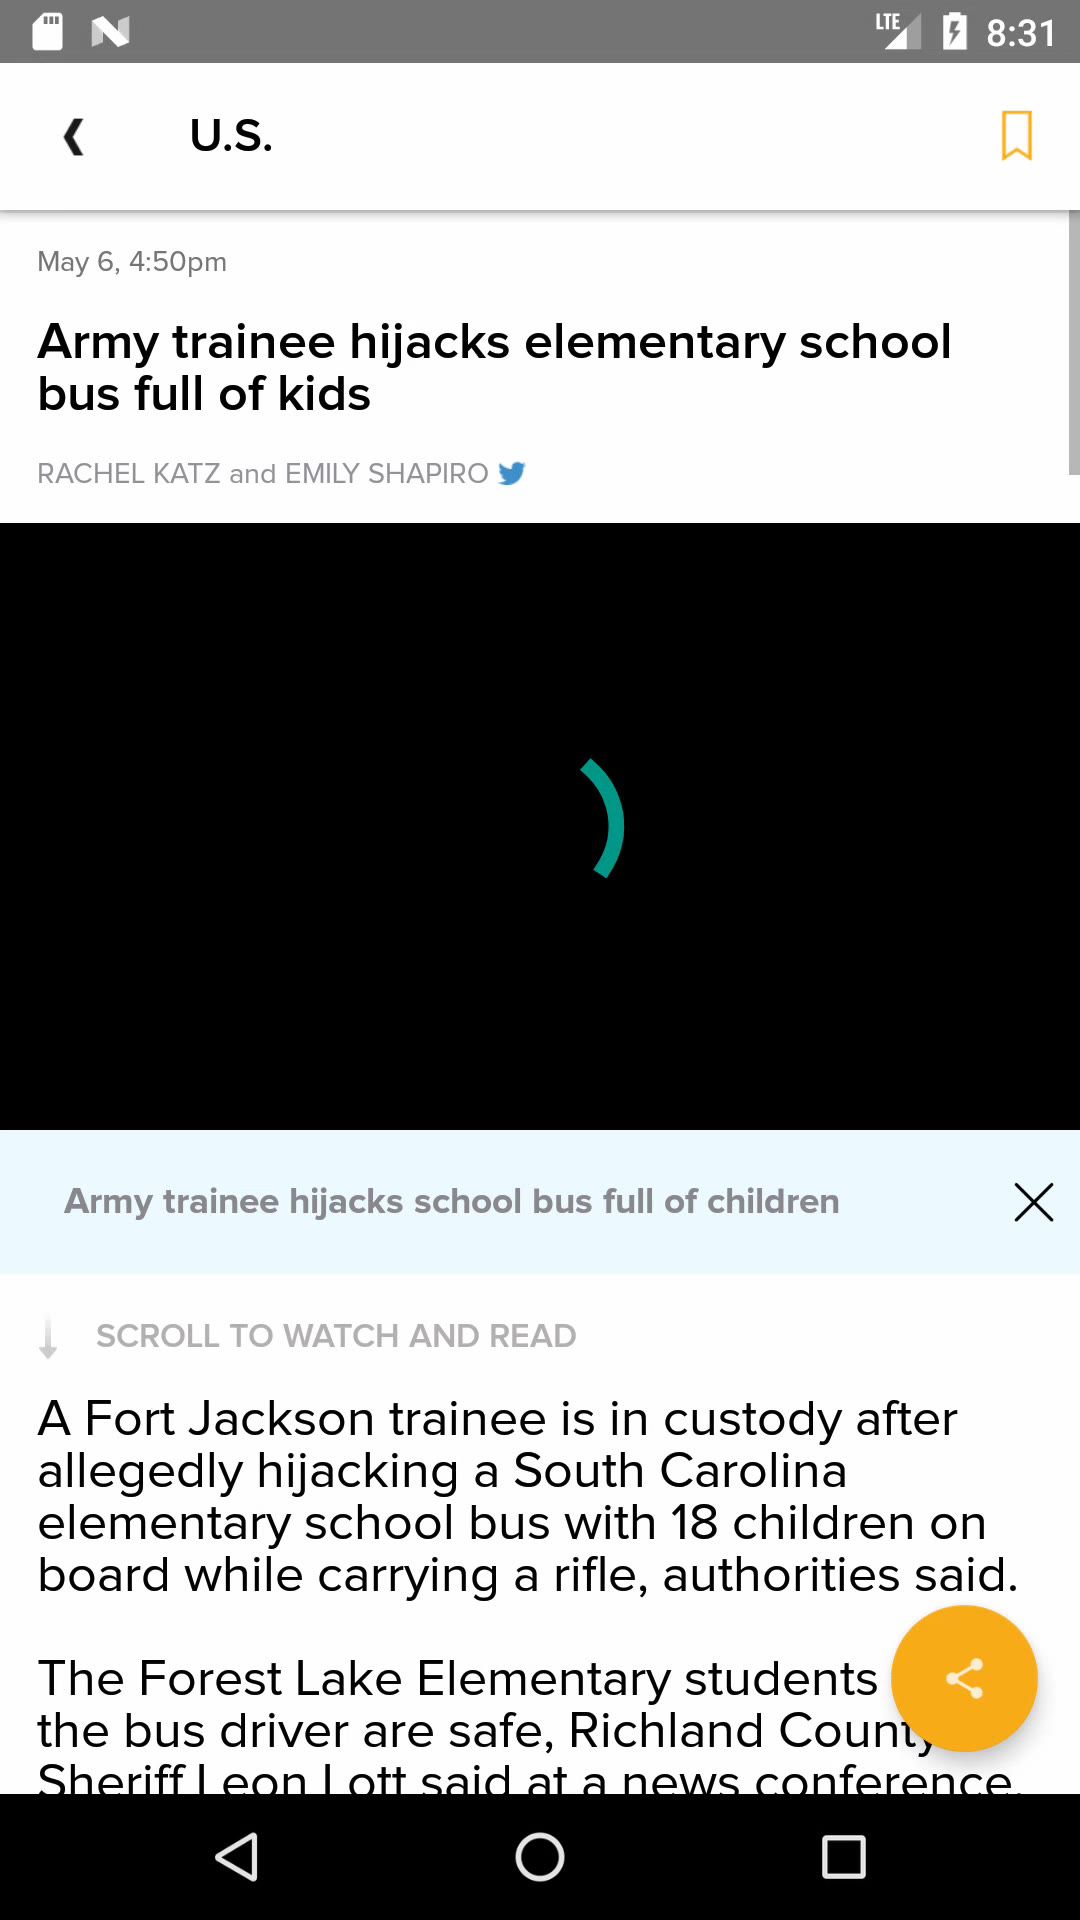 LTE 8:31
U.S.
May 6, 4:50pm
Army trainee hijacks elementary school
bus full of kids
RACHEL KATZ and EMILY SHAPIRO
Army trainee hijacks school bus full of children
SCROLL TO WATCH AND READ
A Fort Jackson trainee is in custody after
allegedly hijacking a South Carolina
elementary school bus with 18 children on
board while carrying a rifle, authorities said.
The Forest Lake Elementary students
the bus driver are safe, Richland County
Sheriff Leon Lott said at a news conference.